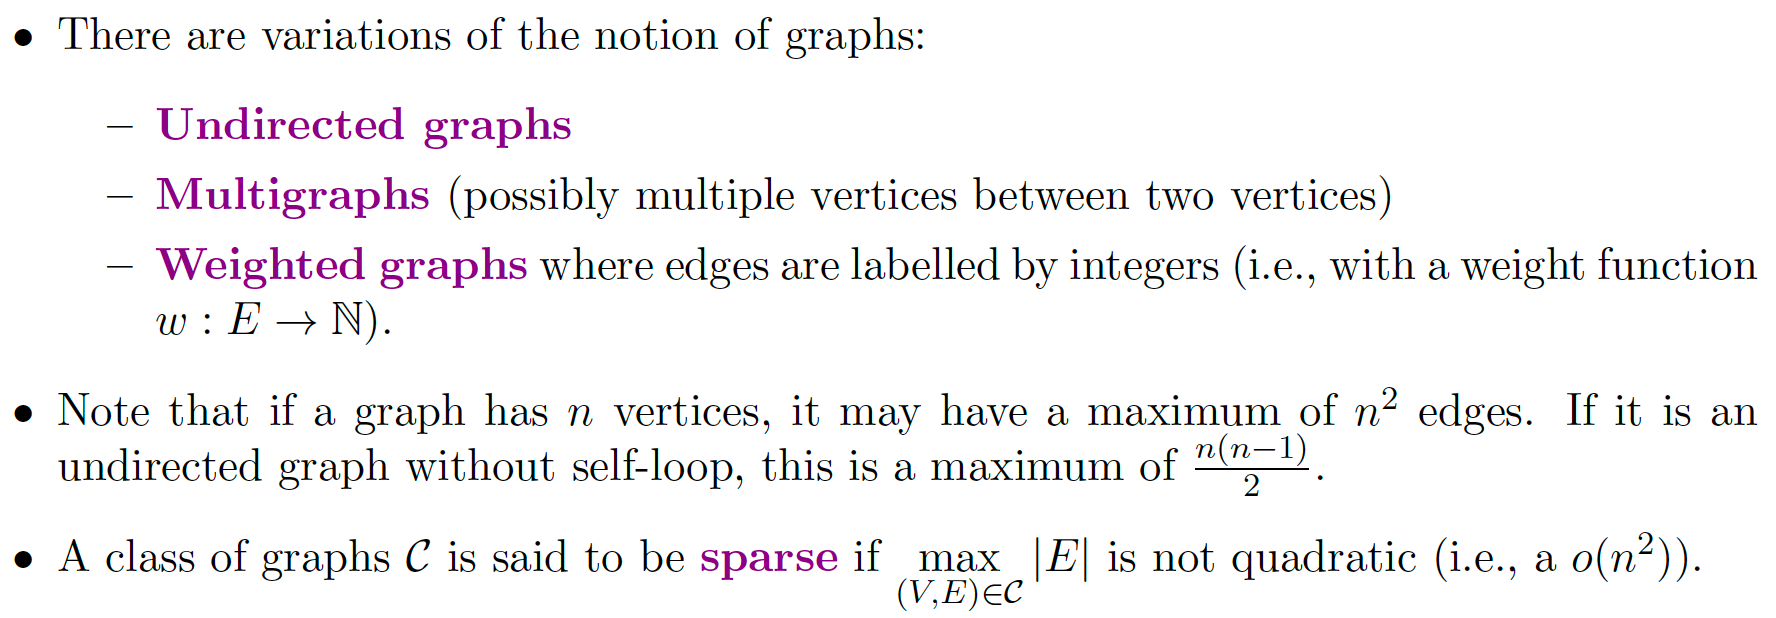 • There are variations of the notion of graphs:
– Undirected graphs
– Multigraphs (possibly multiple vertices between two vertices)
– Weighted graphs where edges are labelled by integers (i.e., with a weight function
w : E → ℕ).
• Note that if a graph has n vertices, it may have a maximum of n² edges. If it is an
undirected graph without self-loop, this is a maximum of n(n−1)/2.
• A class of graphs 𝒞 is said to be sparse if max_{(V,E)∈𝒞} |E| is not quadratic (i.e., a o(n²)).